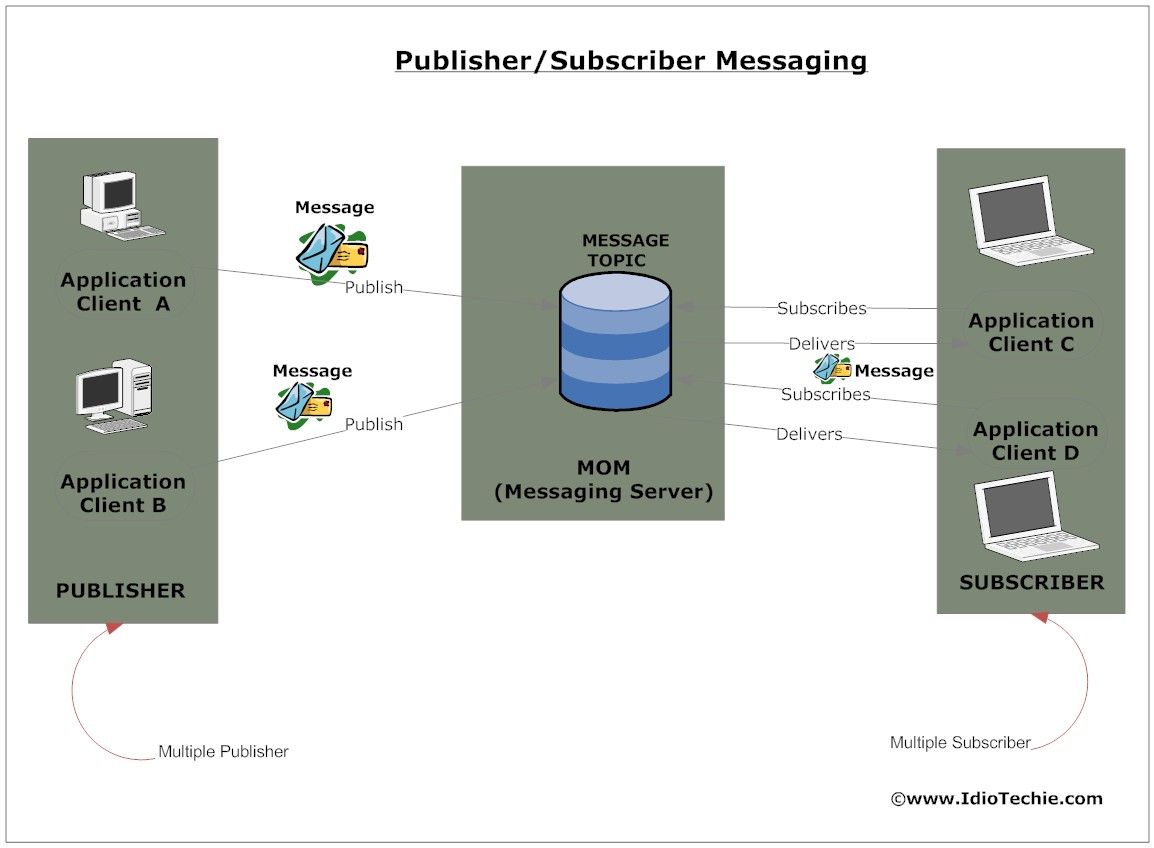 Publisher/Subscriber Messaging
Message
Application
Client A
Publish
Message
Publish
Application
Client B
PUBLISHER
MESSAGE
TOPIC
MOM
(Messaging Server)
Subscribes
Delivers
Message
Subscribes
Delivers
Application
Client C
Application
Client D
SUBSCRIBER
Multiple Publisher
Multiple Subscriber
©www.IdioTechie.com